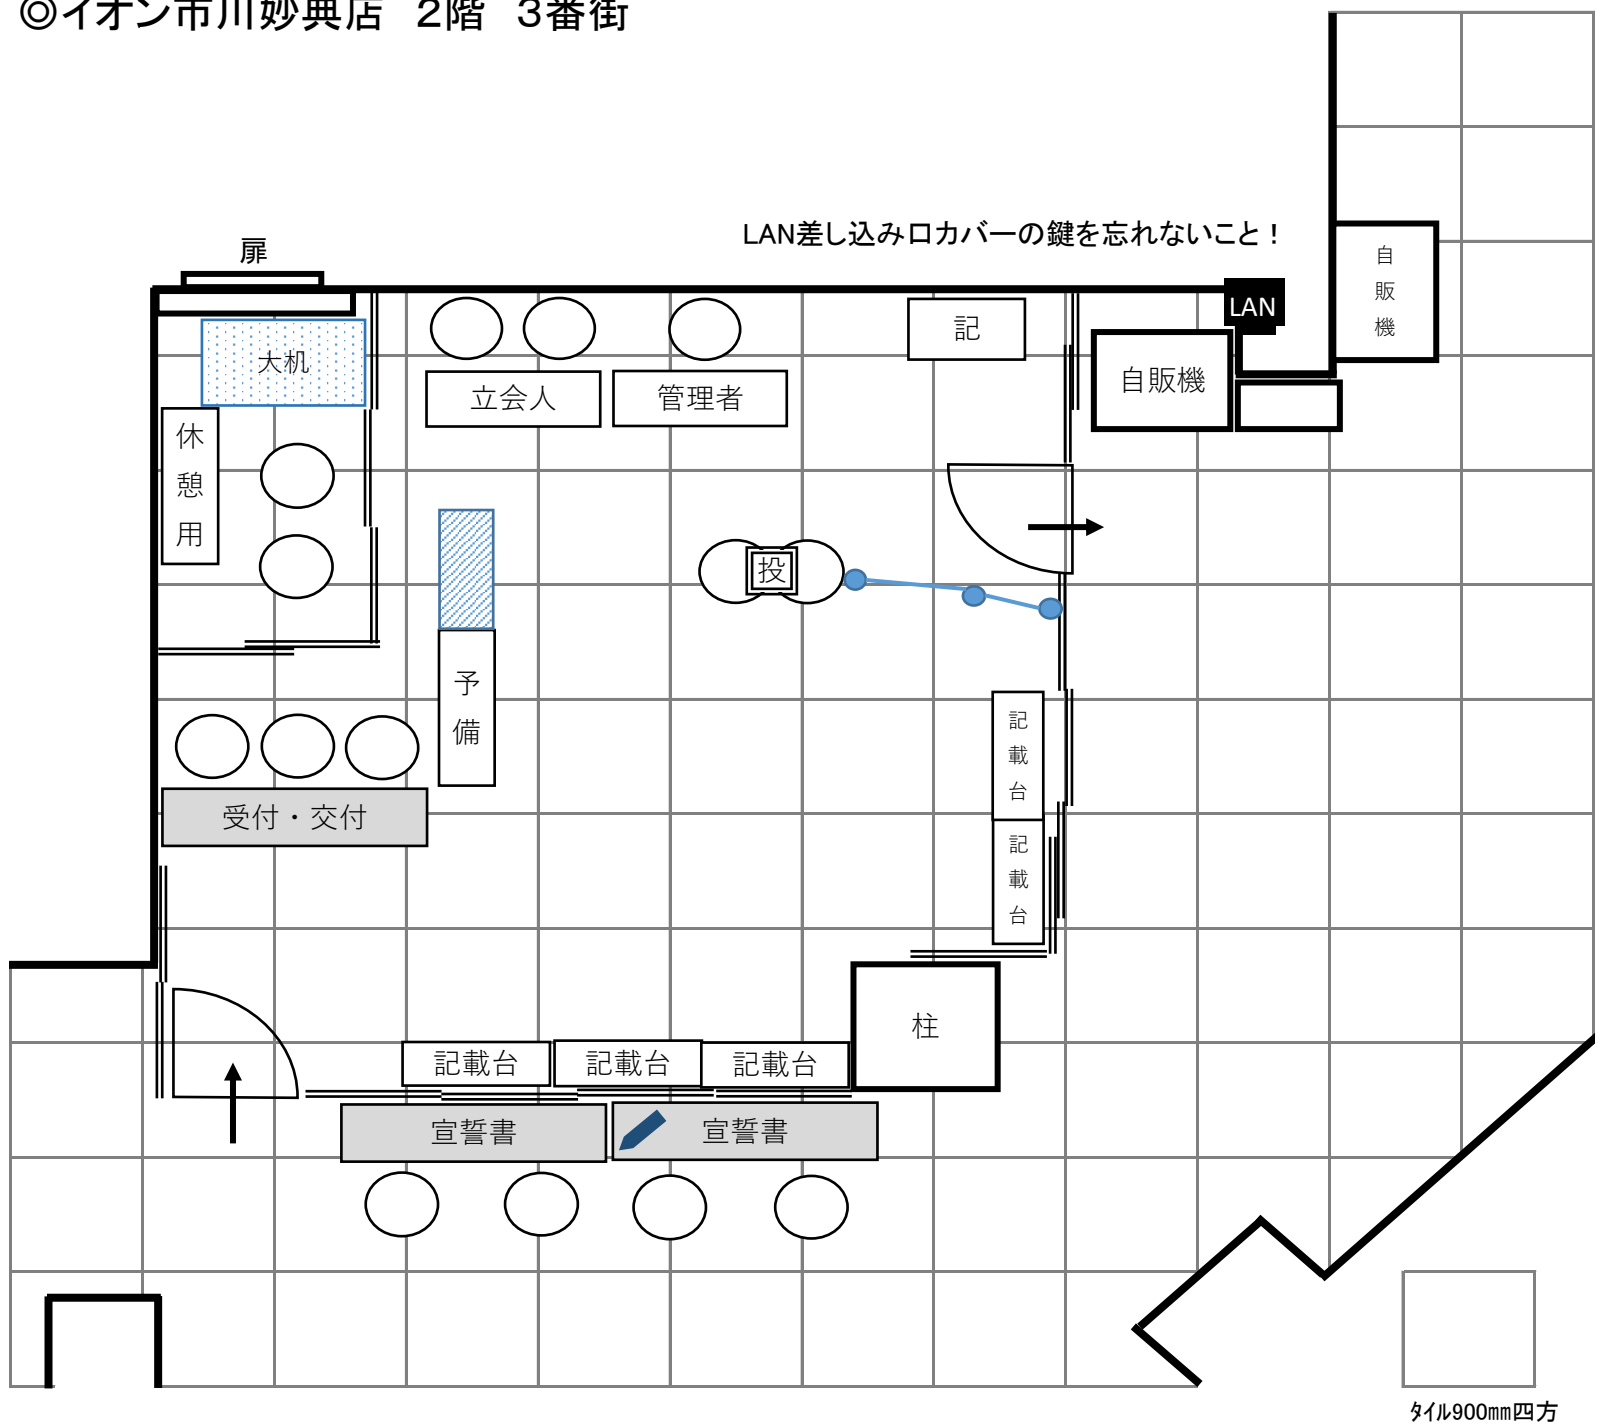 ◎イオン市川妙典店　２階　３番街
LAN差し込み口カバーの鍵を忘れないこと！
扉
自販機
LAN
記
大机
自販機
立会人
管理者
休憩用
投
予備
記載台
受付・交付
記載台
柱
記載台
記載台
記載台
宣誓書
宣誓書
ﾀｲﾙ900㎜四方